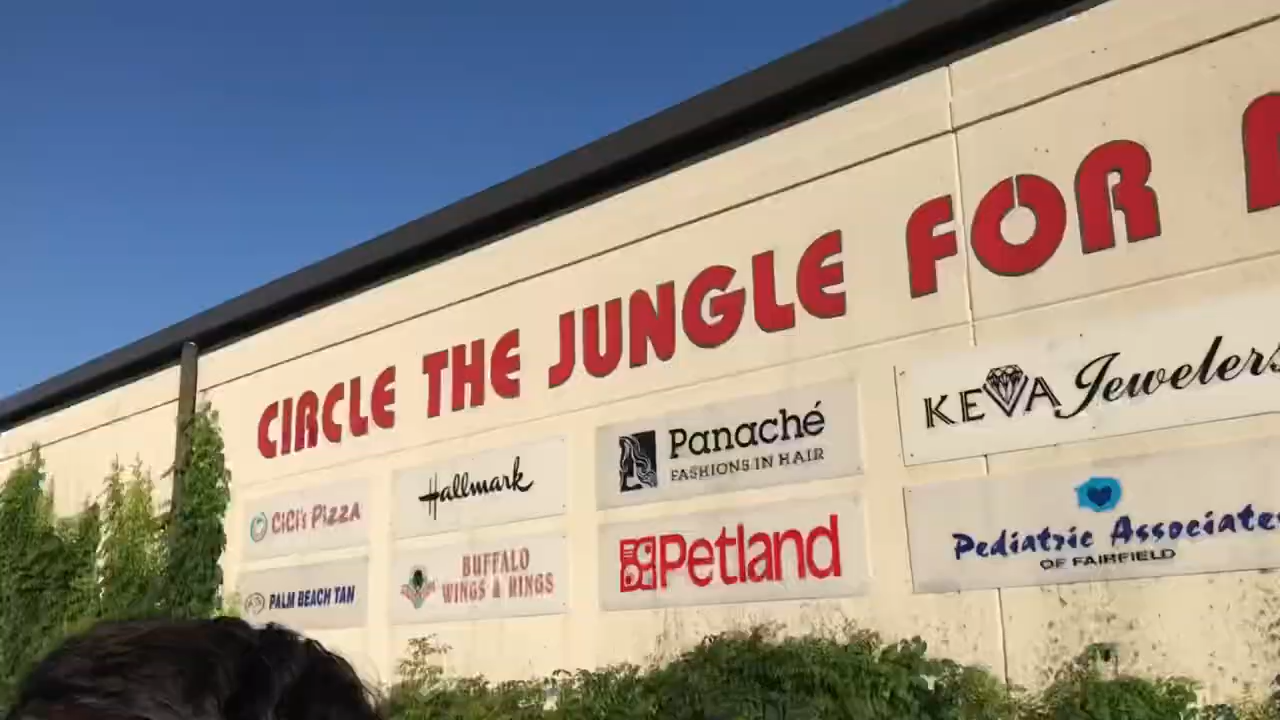 CIRCLE THE JUNGLE FOR
CiCi's Pizza
Hallmark
Panaché
FASHIONS IN HAIR
KEVA Jewelers
PALM BEACH TAN
BUFFALO
WINGS & RINGS
Petland
Pediatric Associates
OF FAIRFIELD